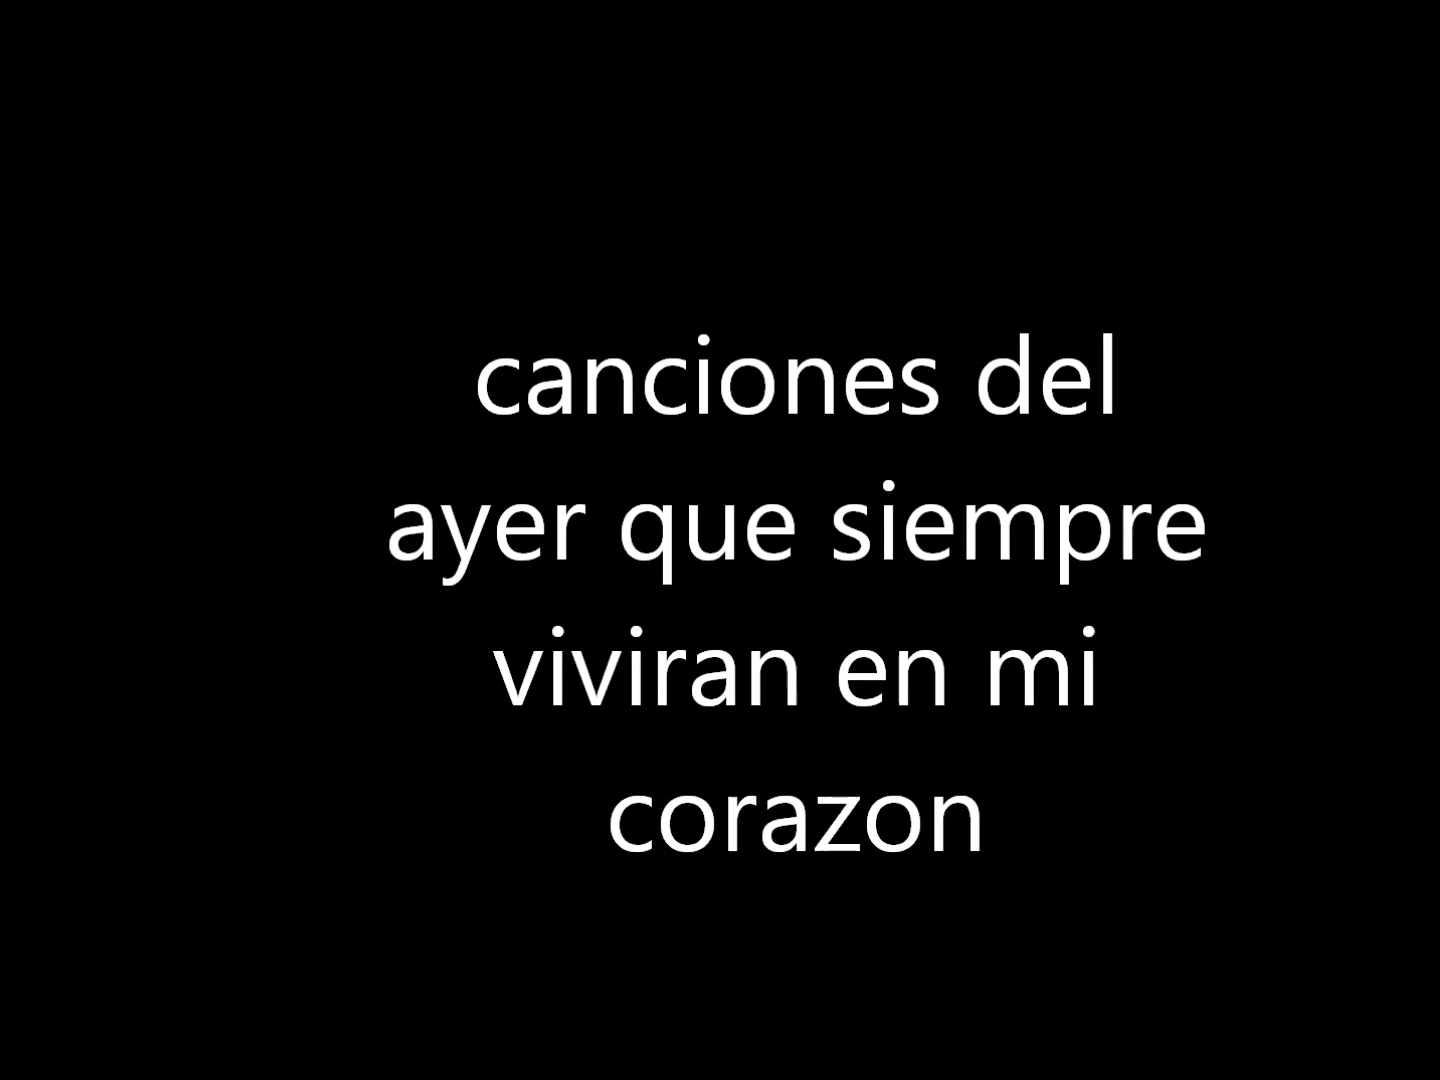 canciones del
ayer que siempre
viviran en mi
corazon